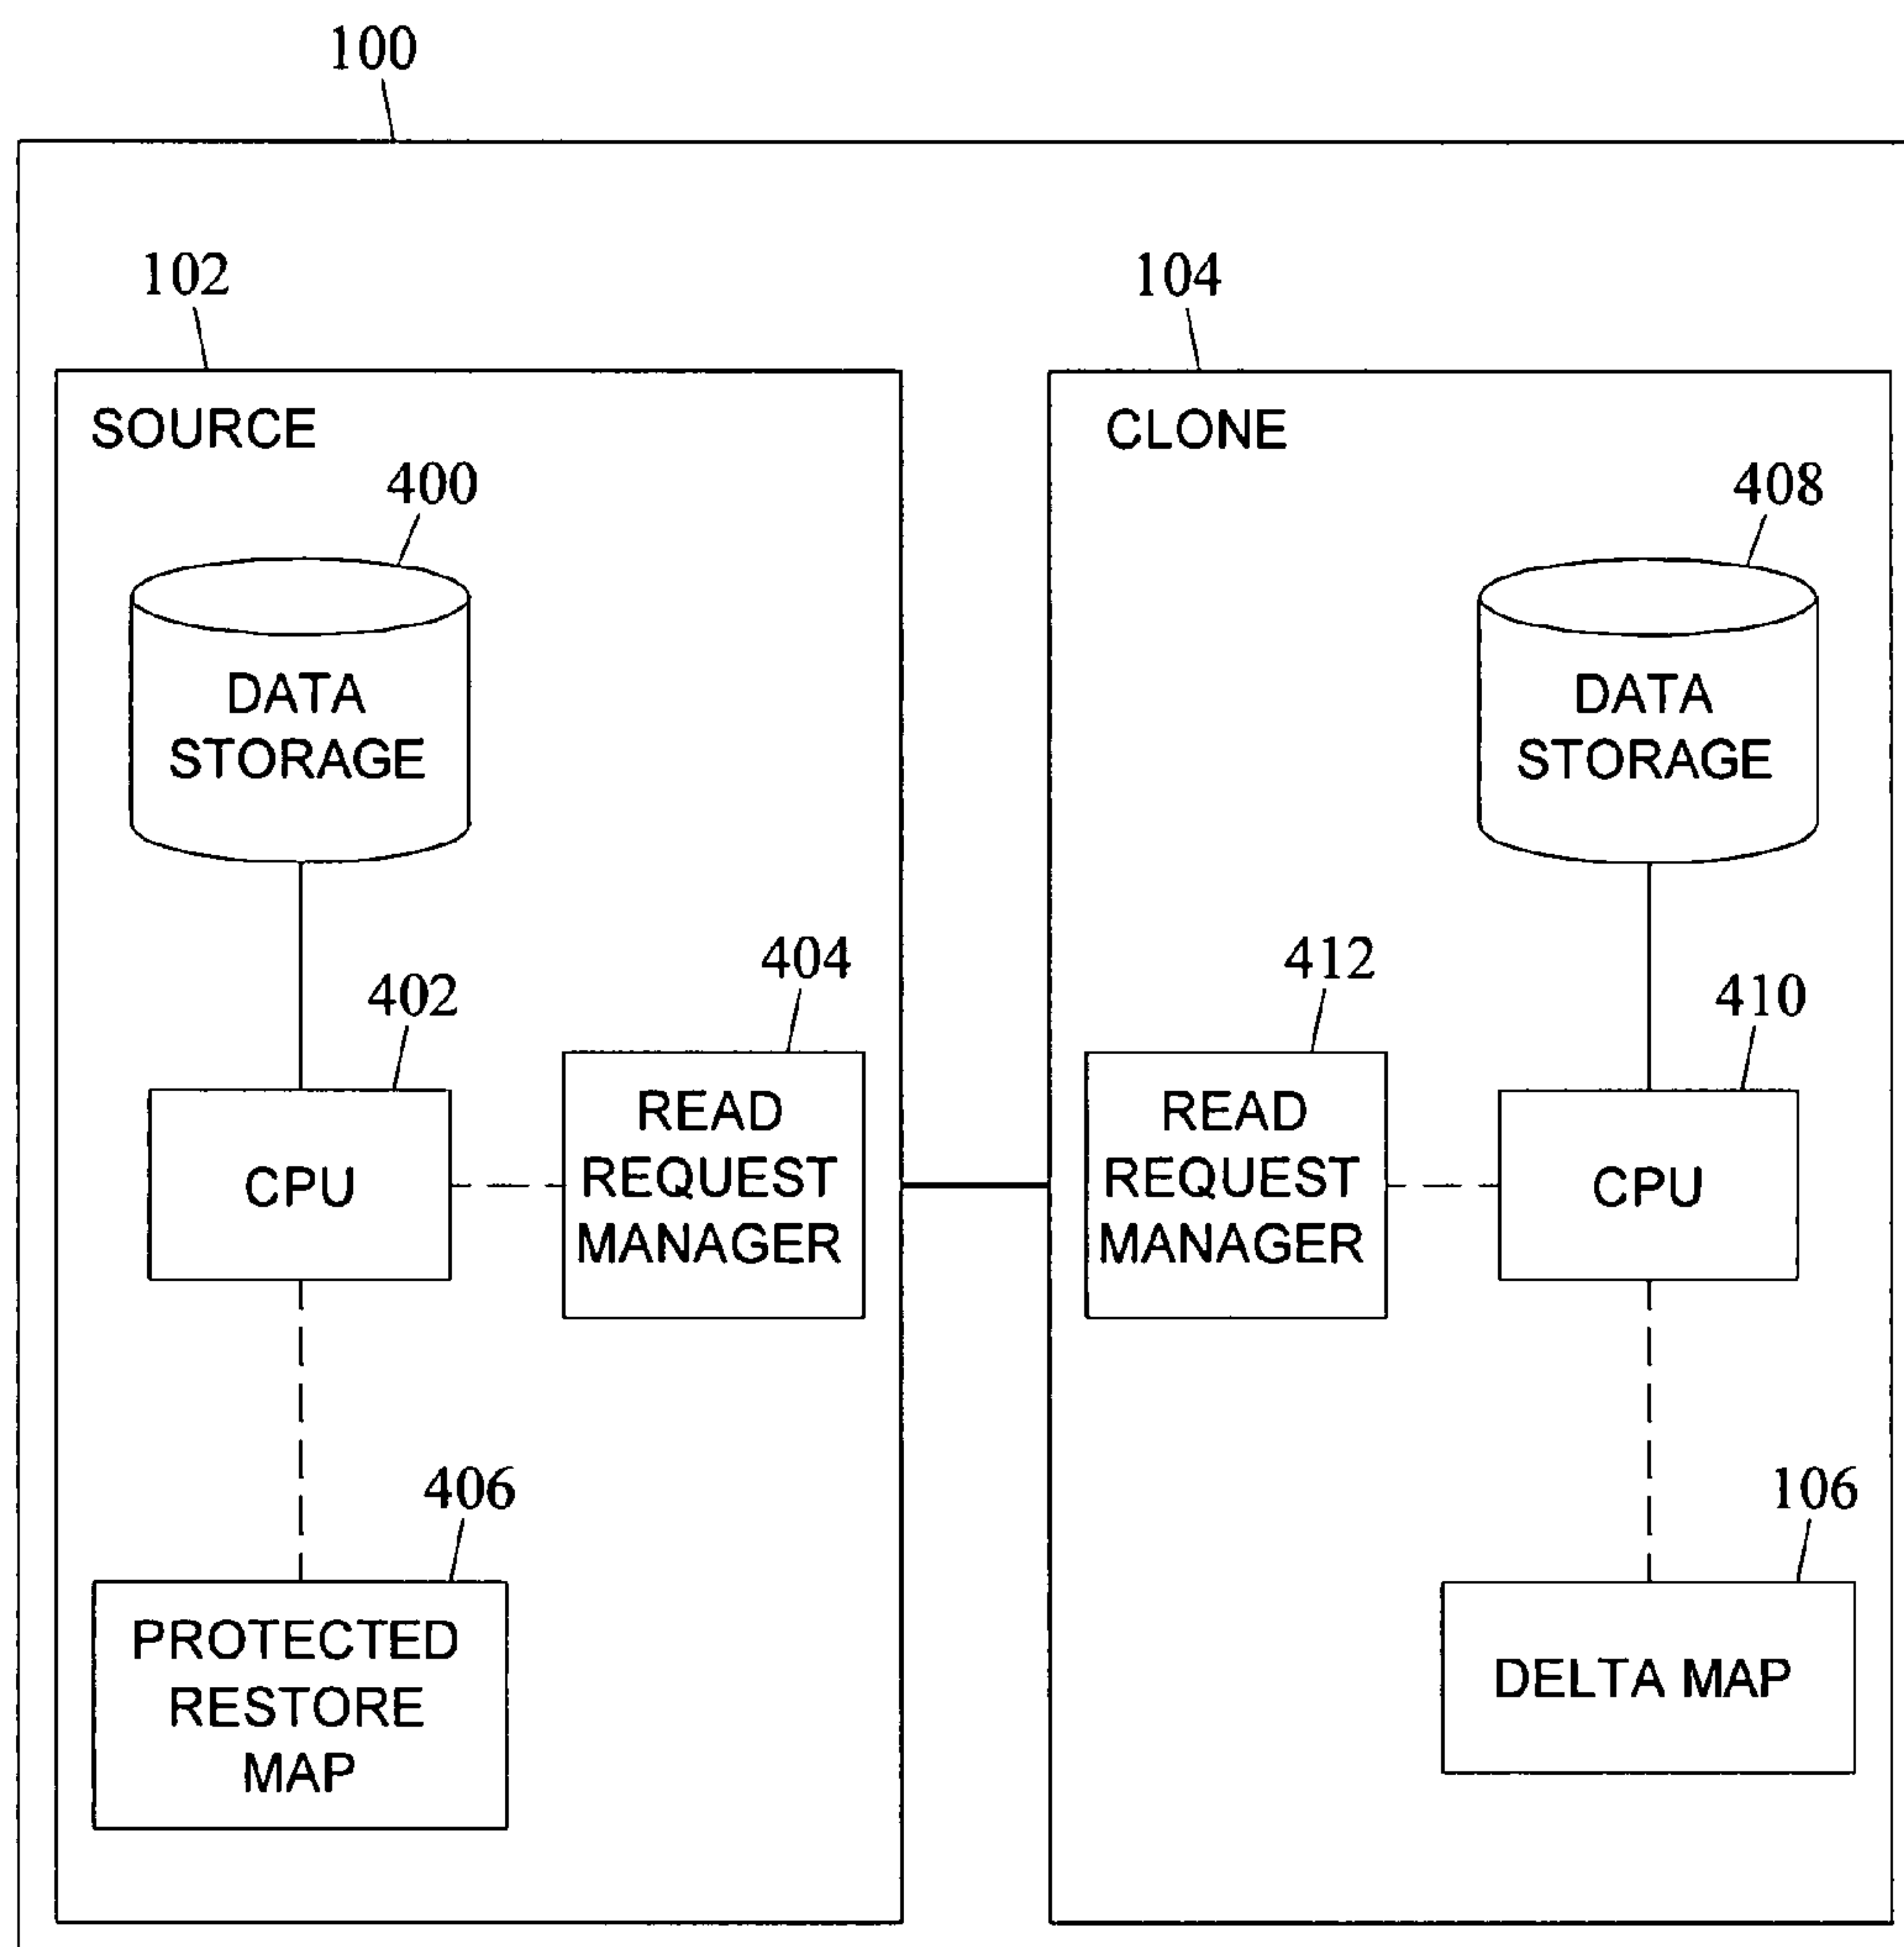 100
102
104
SOURCE
CLONE
400
408
DATA
STORAGE
DATA
STORAGE
402
404
412
410
CPU
READ
REQUEST
MANAGER
READ
REQUEST
MANAGER
CPU
406
106
PROTECTED
RESTORE
MAP
DELTA MAP